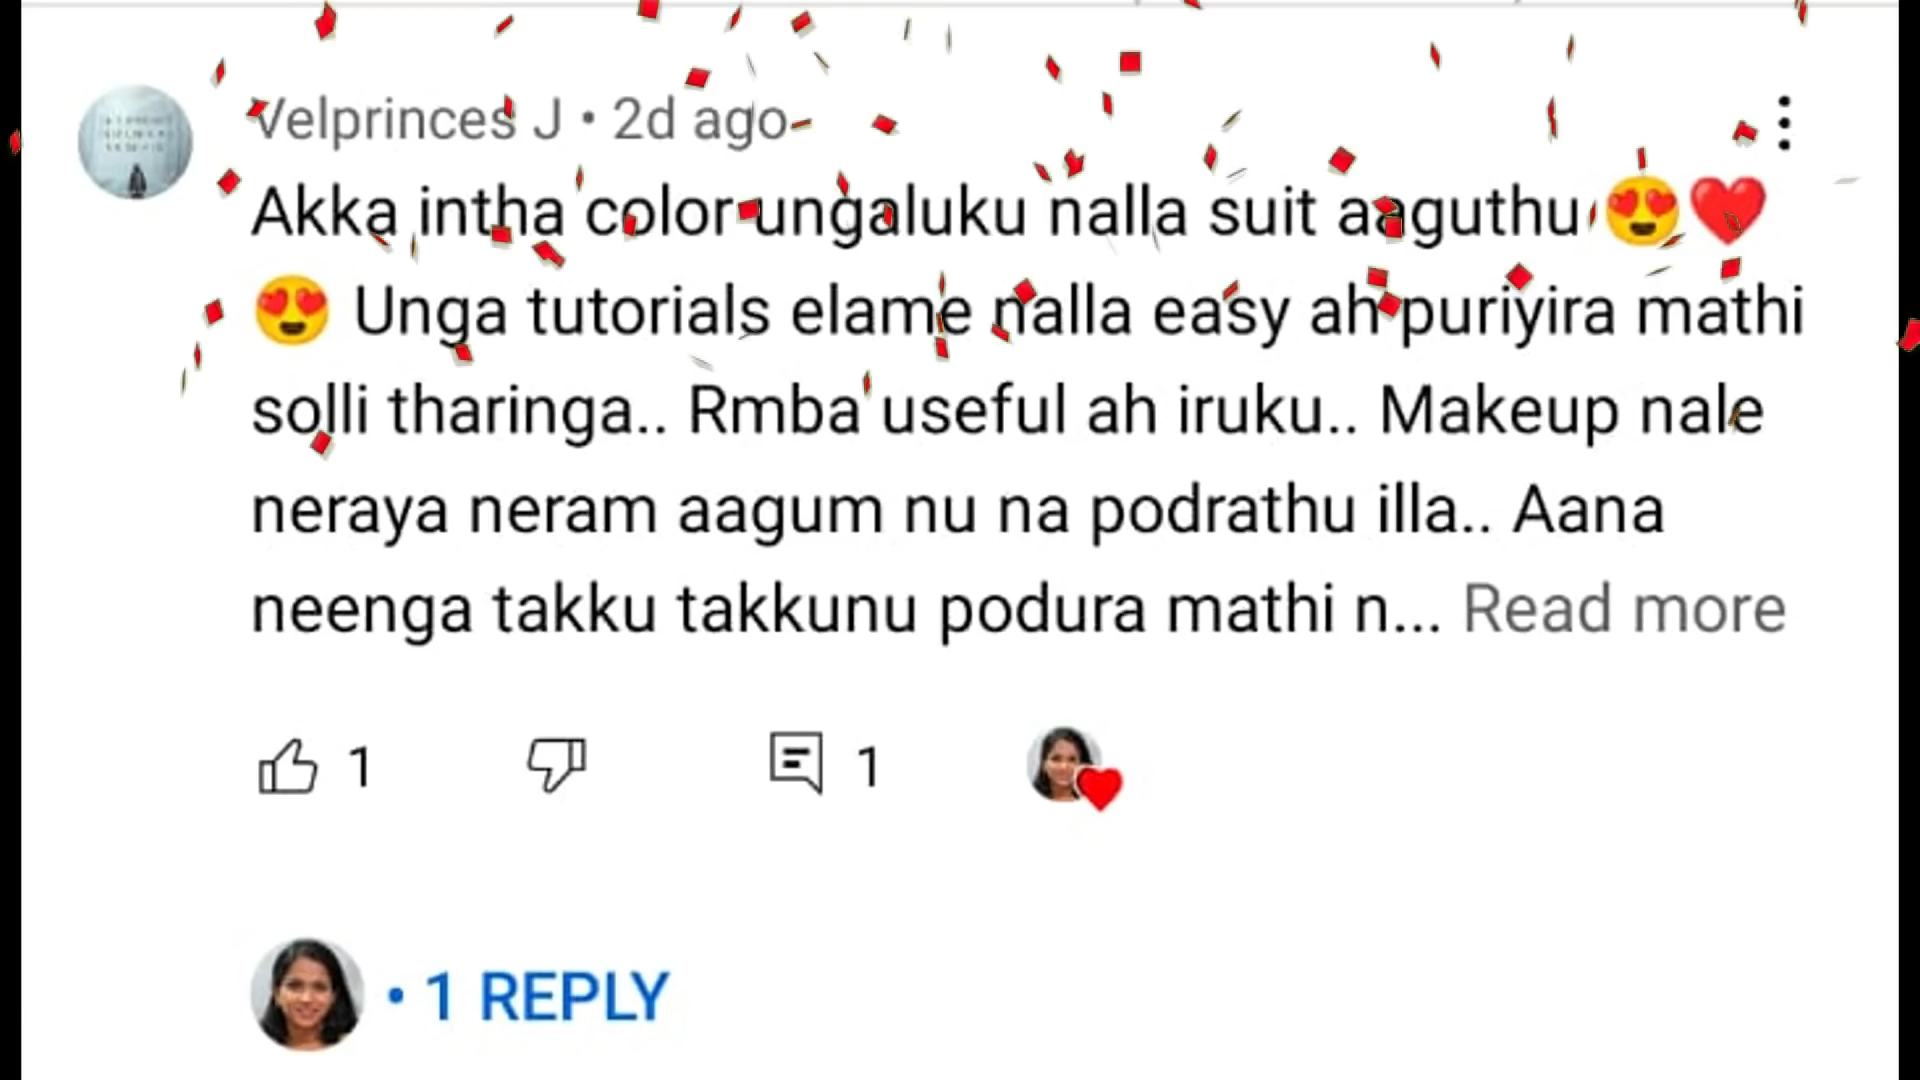 Velprinces J • 2d ago
Akka intha color ungaluku nalla suit aaguthu 😍❤️
😍 Unga tutorials elame nalla easy ah puriyira mathi
solli tharinga.. Rmba useful ah iruku.. Makeup nale
neraya neram aagum nu na podrathu illa.. Aana
neenga takku takkunu podura mathi n... Read more
1 1
• 1 REPLY